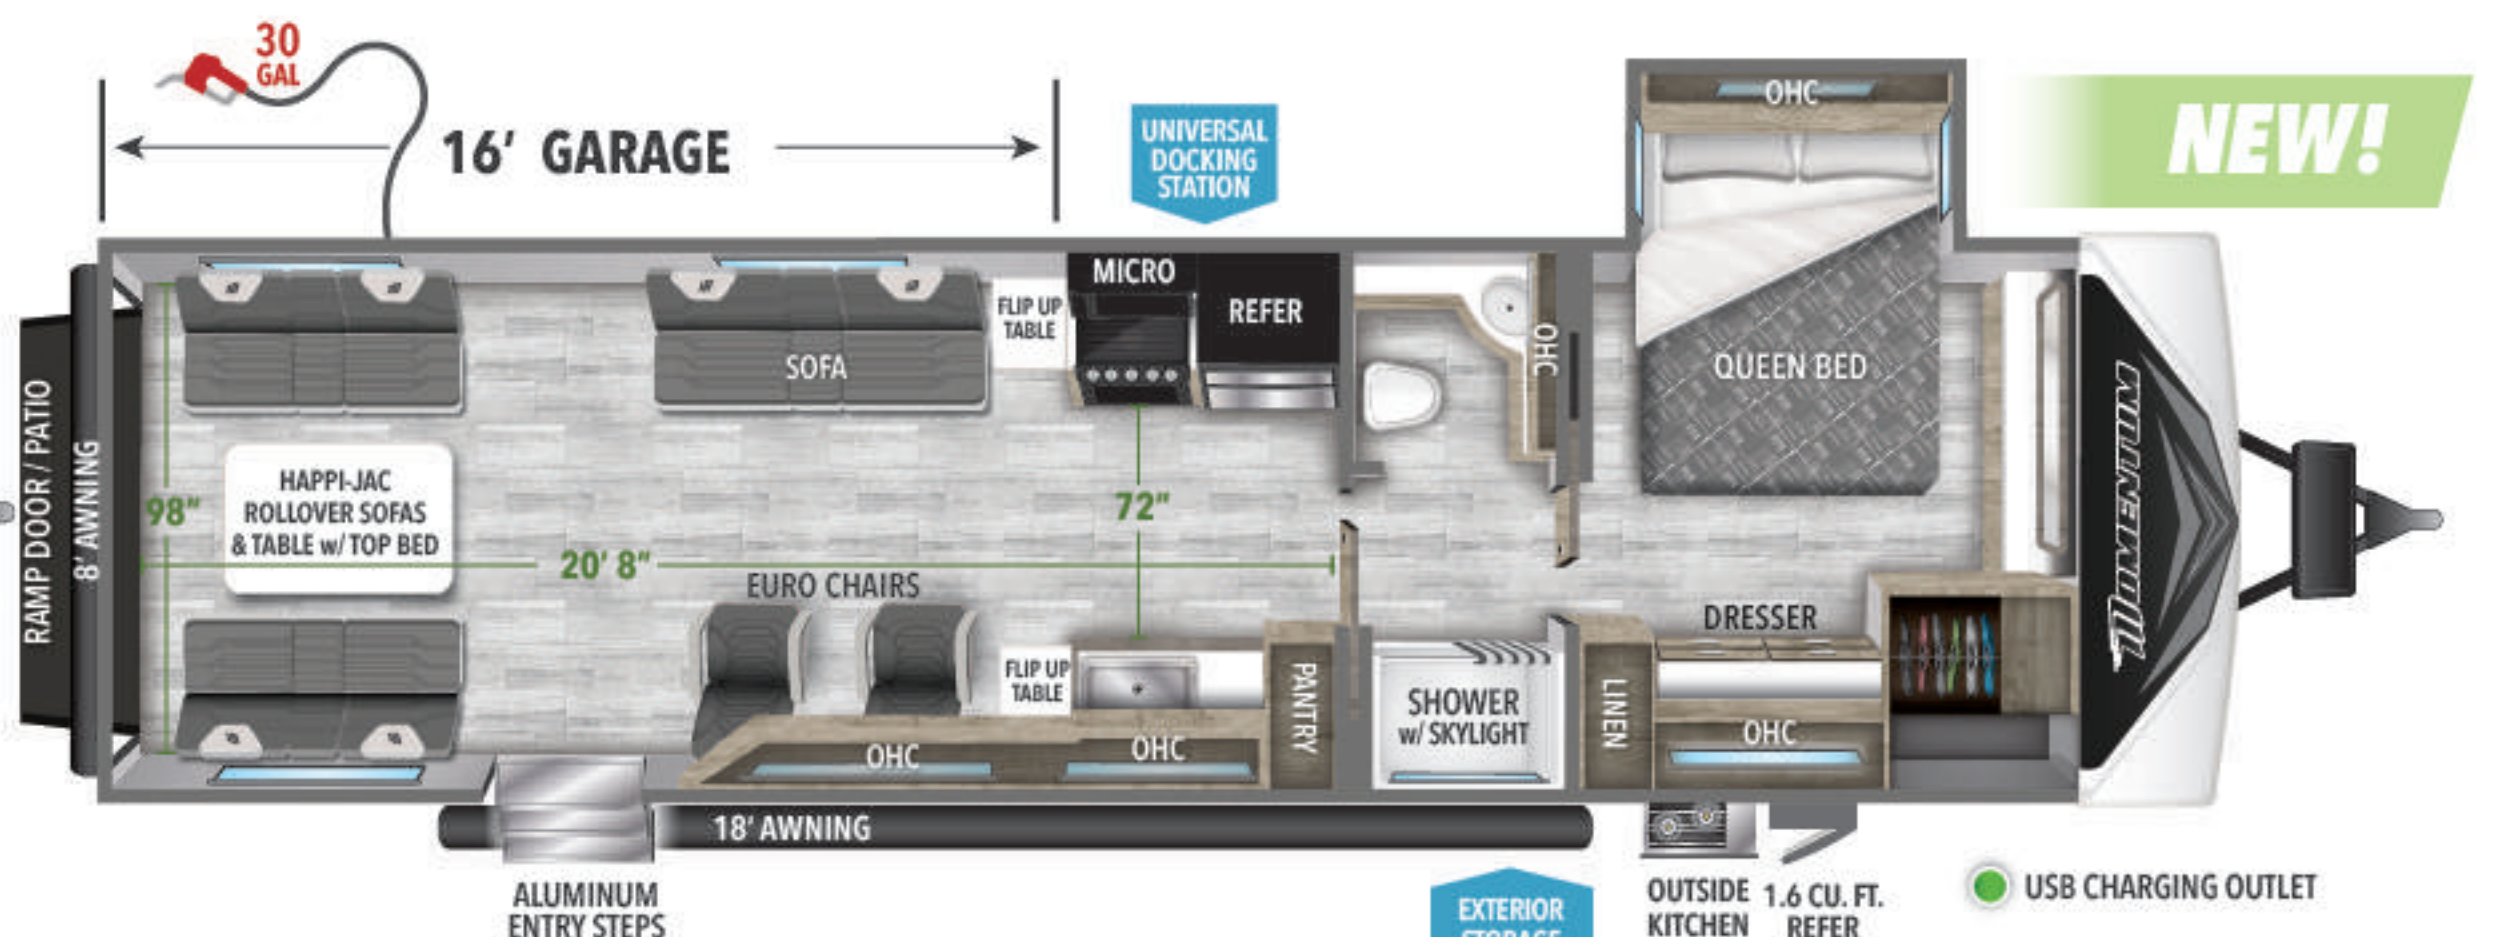 30
GAL
16' GARAGE
UNIVERSAL
DOCKING
STATION
OHC
NEW!
MICRO
REFER
FLIP UP
TABLE
SOFA
OHC
QUEEN BED
MOMENTUM
RAMP DOOR / PATIO
8' AWNING
98"
HAPPI-JAC
ROLLOVER SOFAS
& TABLE w/ TOP BED
72"
20' 8"
EURO CHAIRS
DRESSER
FLIP UP
TABLE
PANTRY
SHOWER
w/ SKYLIGHT
LINEN
OHC
OHC
OHC
18' AWNING
ALUMINUM
ENTRY STEPS
EXTERIOR
STORAGE
OUTSIDE
KITCHEN
1.6 CU. FT.
REFER
USB CHARGING OUTLET